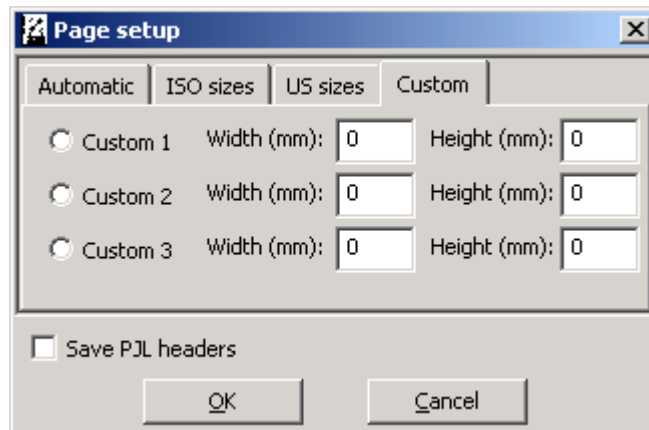 Page setup
Automatic ISO sizes US sizes Custom
Custom 1 Width (mm): 0 Height (mm): 0
Custom 2 Width (mm): 0 Height (mm): 0
Custom 3 Width (mm): 0 Height (mm): 0
Save PJL headers
OK Cancel